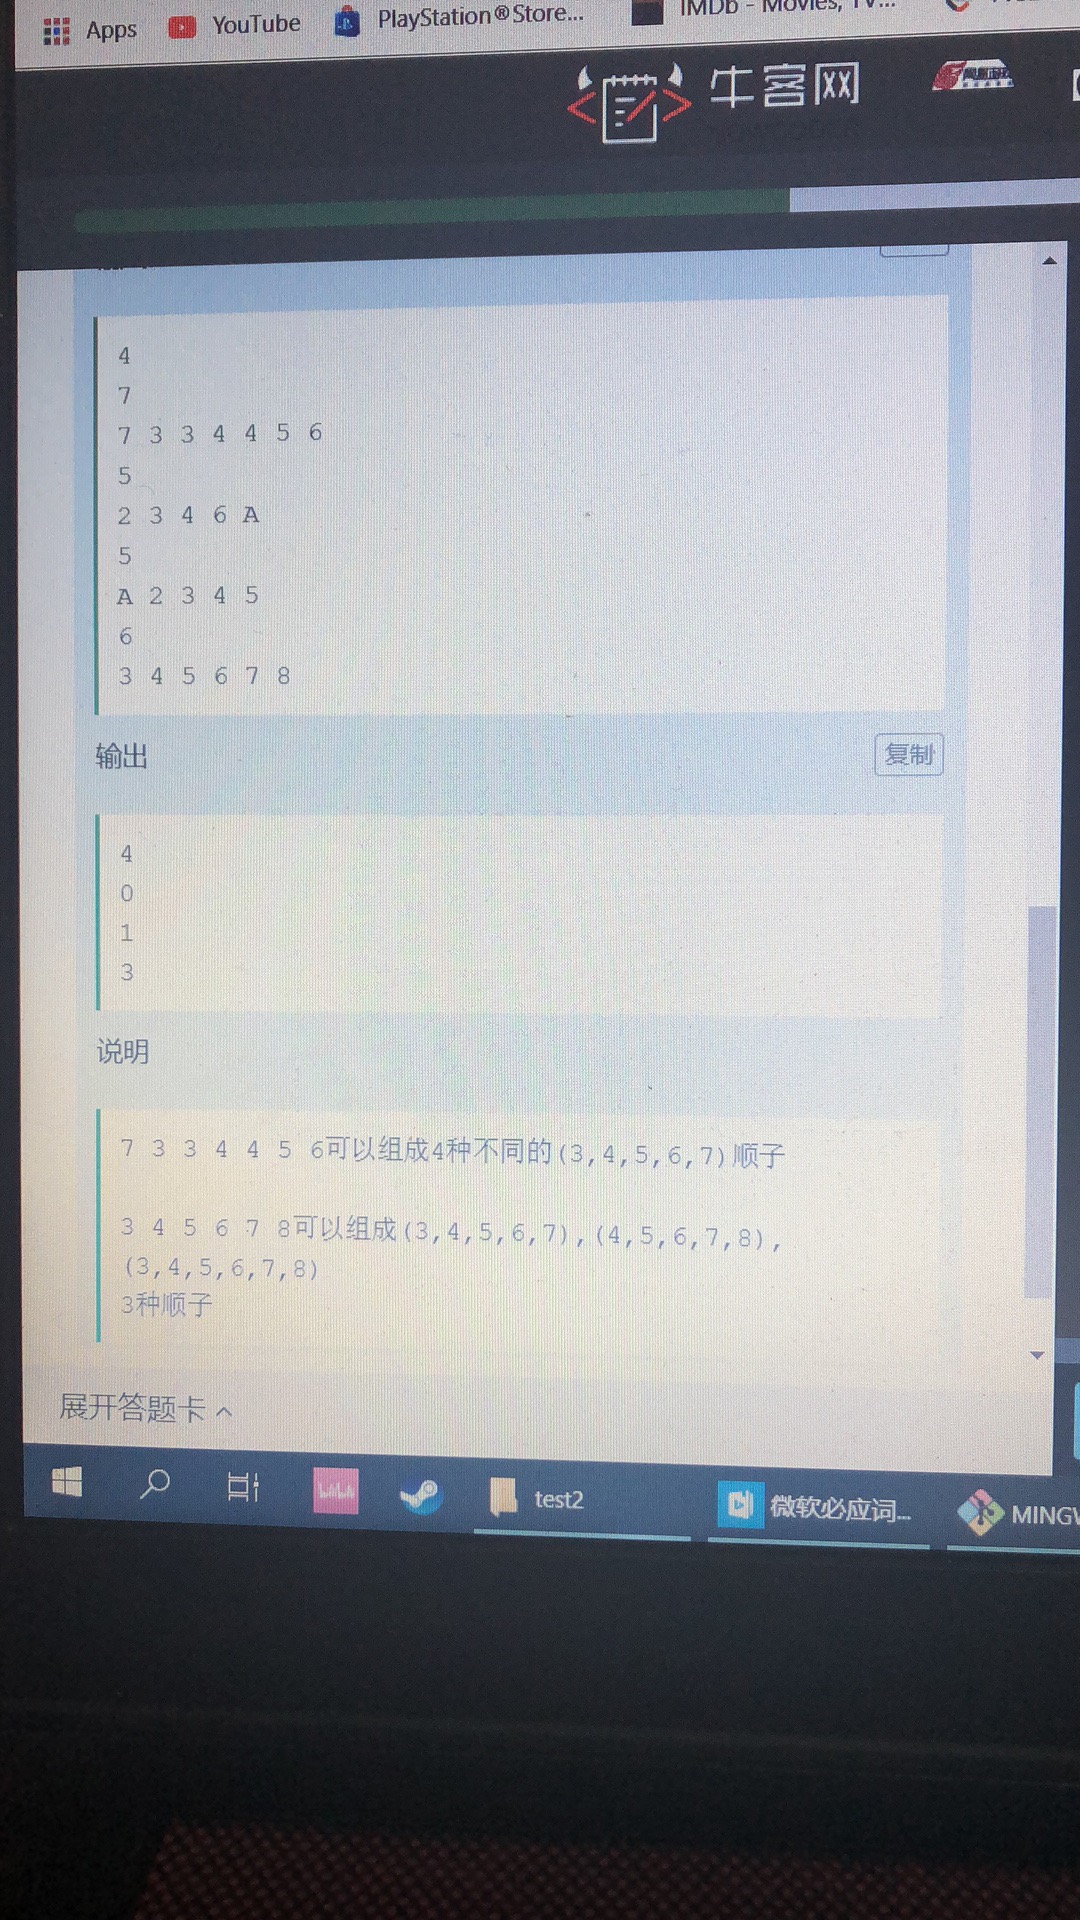 Apps YouTube PlayStation®Store... IMDb - Movies, TV...
牛客网
4
7
7 3 3 4 4 5 6
5
2 3 4 6 A
5
A 2 3 4 5
6
3 4 5 6 7 8
输出 复制
4
0
1
3
说明
7 3 3 4 4 5 6可以组成4种不同的(3,4,5,6,7)顺子
3 4 5 6 7 8可以组成(3,4,5,6,7),(4,5,6,7,8),
(3,4,5,6,7,8)
3种顺子
展开答题卡
test2 微软必应词... MINGW